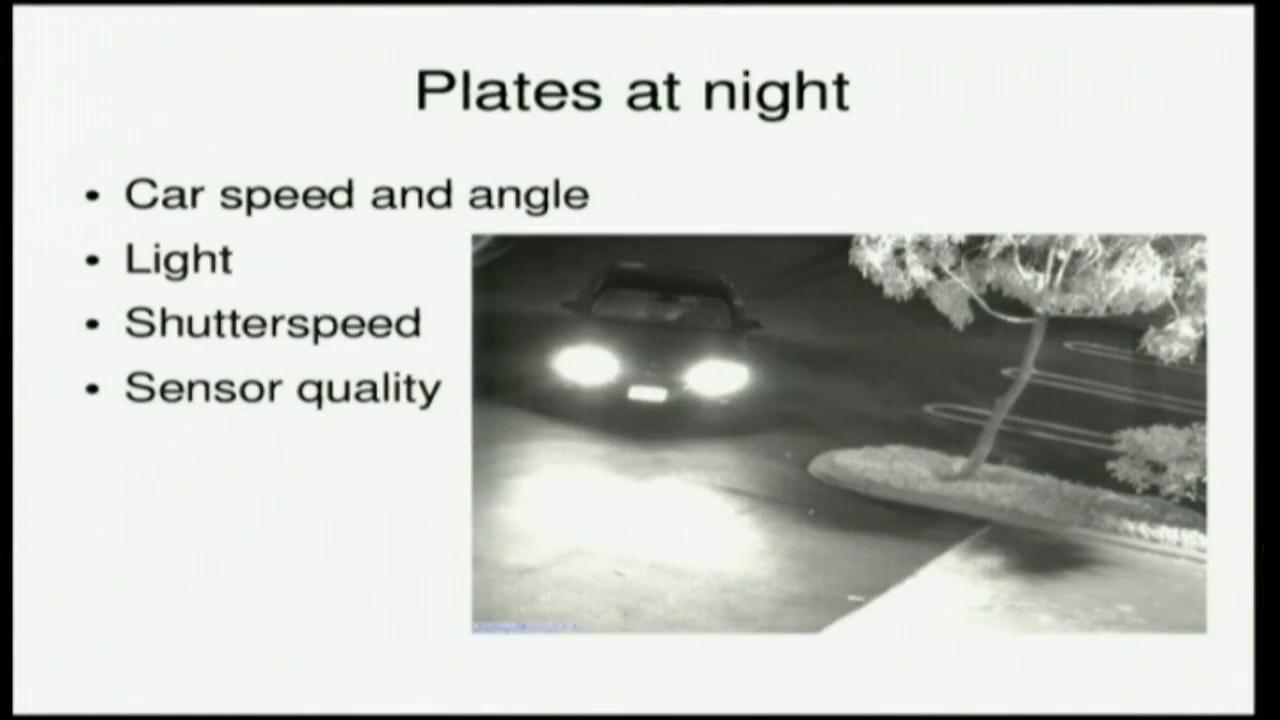 Plates at night
• Car speed and angle
• Light
• Shutterspeed
• Sensor quality